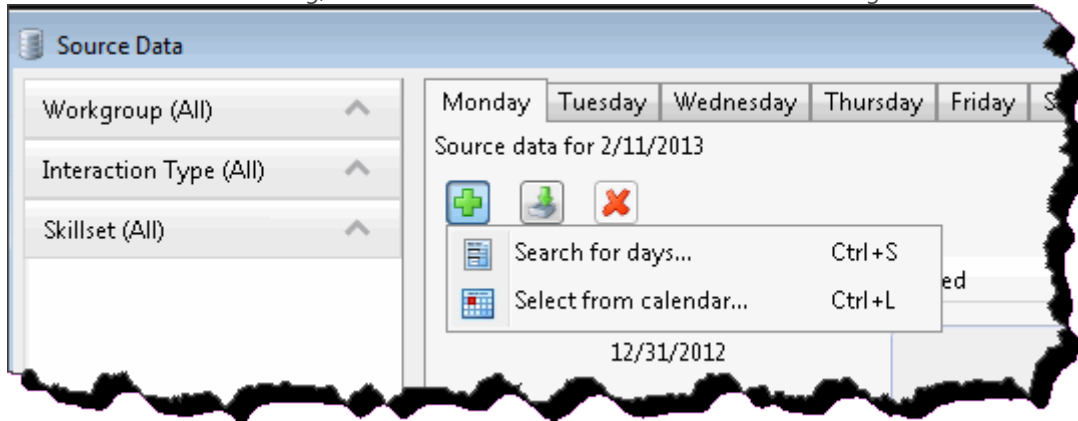 Source Data
Workgroup (All)
Interaction Type (All)
Skillset (All)
Monday Tuesday Wednesday Thursday Friday S
Source data for 2/11/2013
Search for days... Ctrl+S
Select from calendar... Ctrl+L
ed
12/31/2012